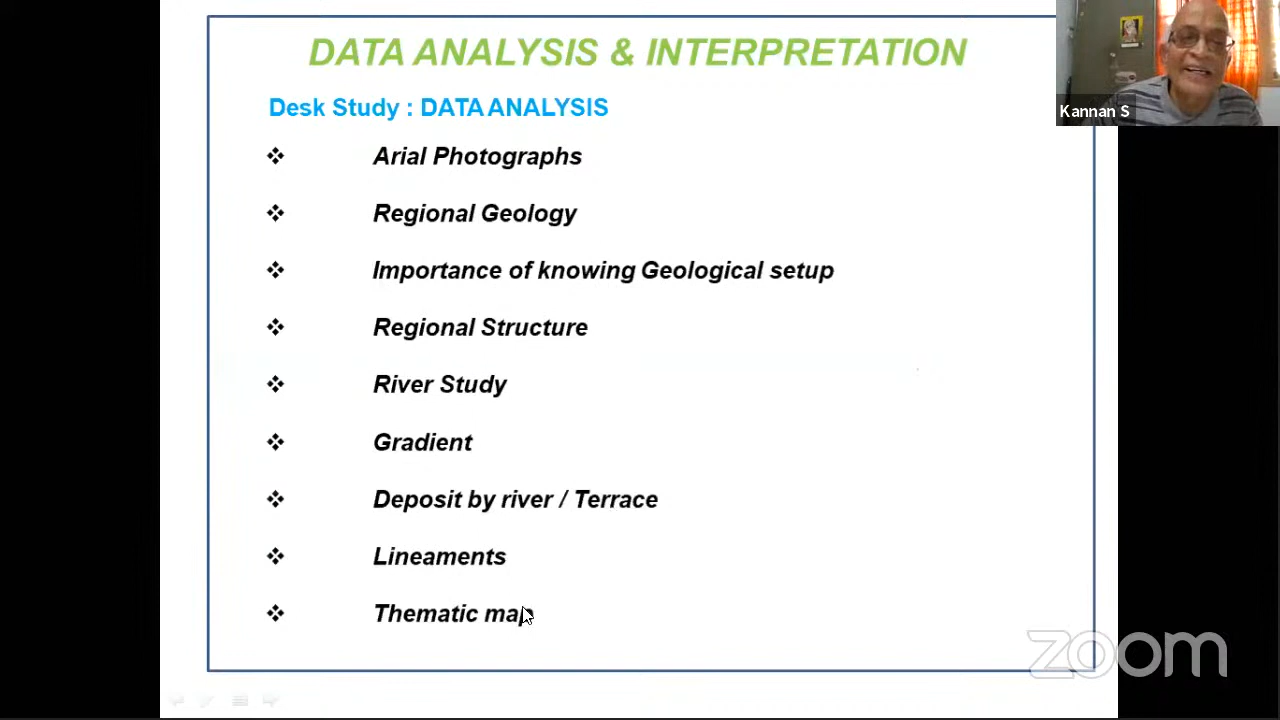 DATA ANALYSIS & INTERPRETATION
Kannan S
Desk Study : DATA ANALYSIS
❖ Arial Photographs
❖ Regional Geology
❖ Importance of knowing Geological setup
❖ Regional Structure
❖ River Study
❖ Gradient
❖ Deposit by river / Terrace
❖ Lineaments
❖ Thematic map
zoom